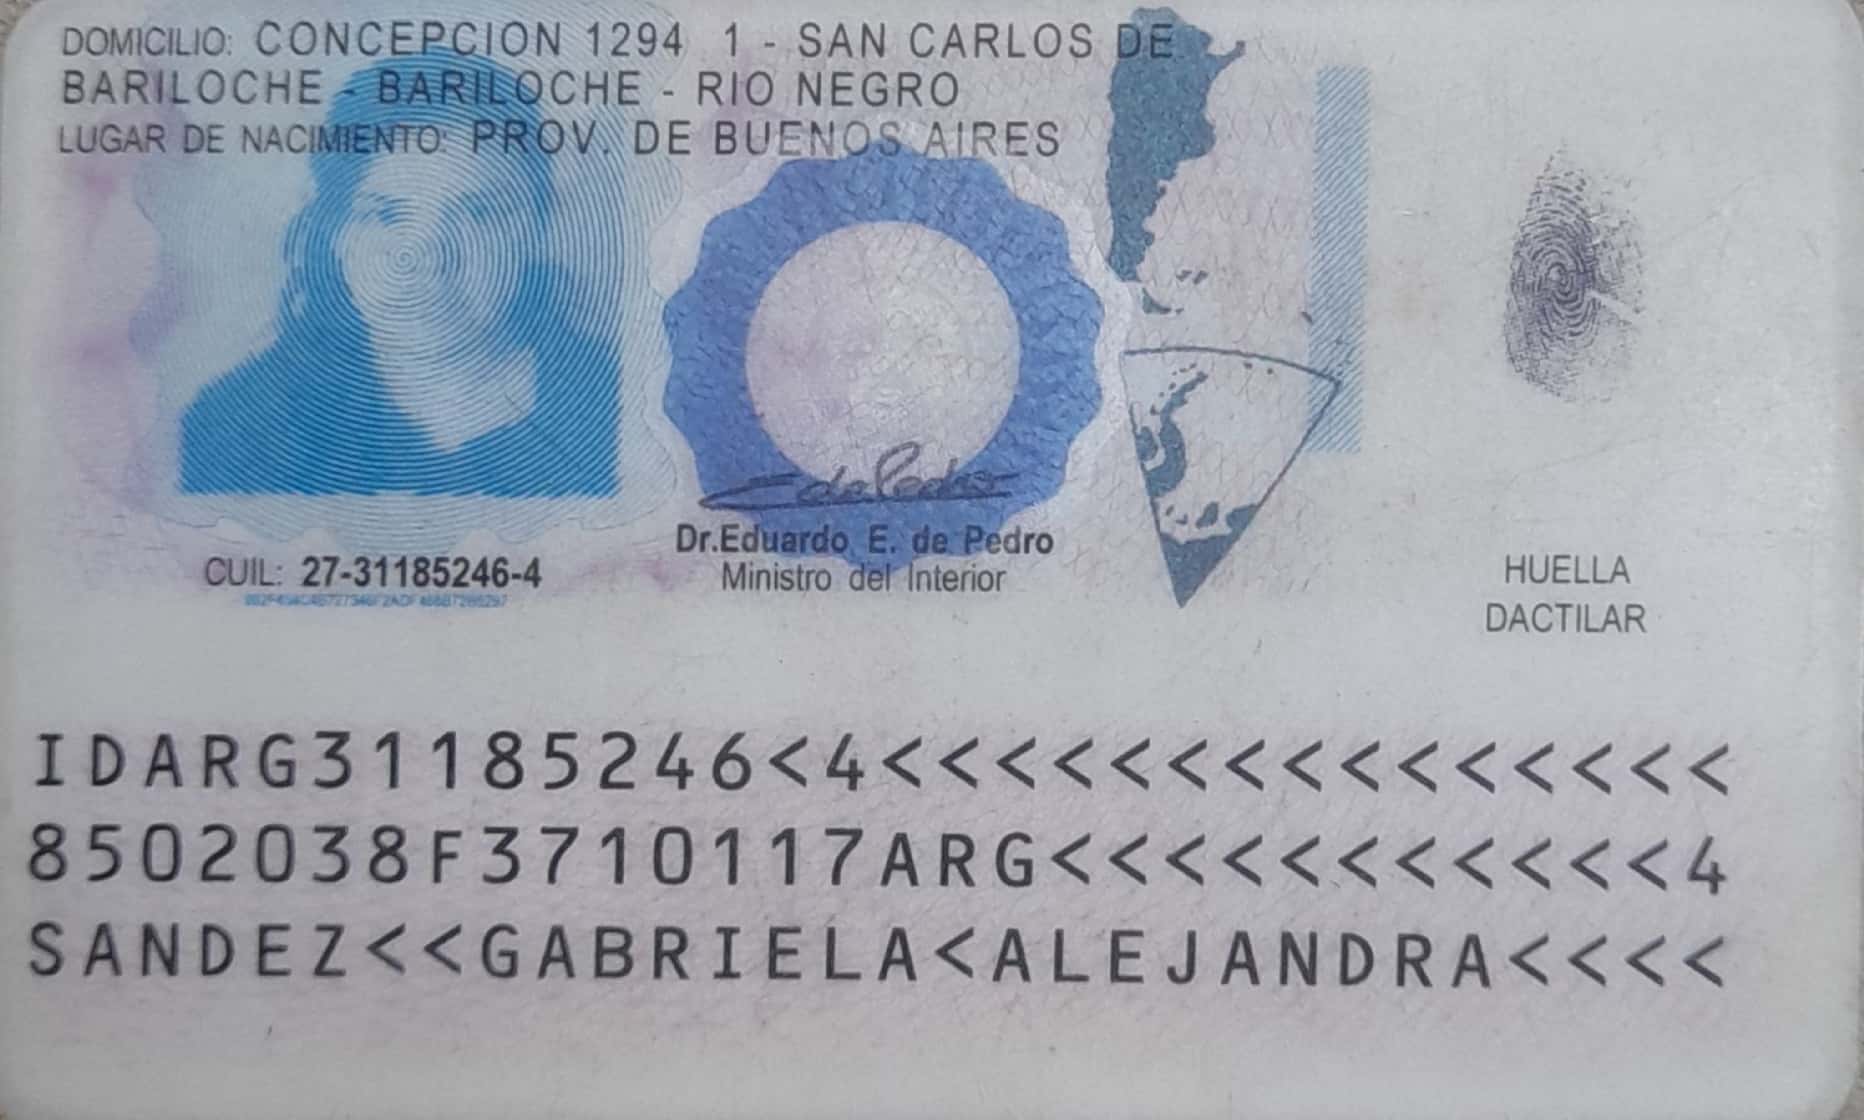 DOMICILIO: CONCEPCION 1294 1 - SAN CARLOS DE
BARILOCHE - BARILOCHE - RIO NEGRO
LUGAR DE NACIMIENTO: PROV. DE BUENOS AIRES
E de Pedro
Dr.Eduardo E. de Pedro
Ministro del Interior
CUIL: 27-31185246-4
HUELLA
DACTILAR
IDARG31185246<4<<<<<<<<<<<<<<<
8502038F3710117ARG<<<<<<<<<<<4
SANDEZ<<GABRIELA<ALEJANDRA<<<<